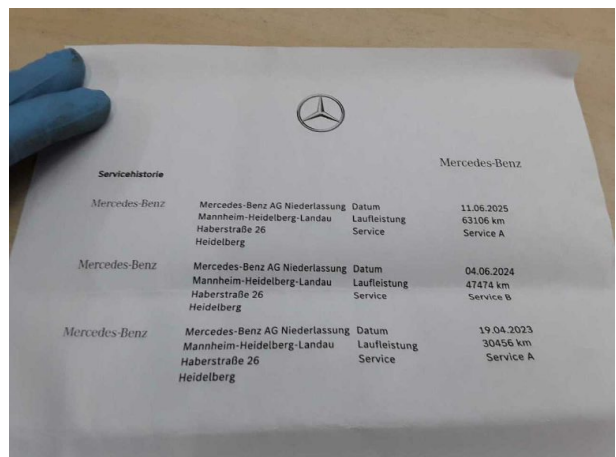 Mercedes-Benz
Servicehistorie
Mercedes-Benz Mercedes-Benz AG Niederlassung Datum 11.06.2025
Mannheim-Heidelberg-Landau Laufleistung 63106 km
Haberstraße 26 Service Service A
Heidelberg
Mercedes-Benz Mercedes-Benz AG Niederlassung Datum 04.06.2024
Mannheim-Heidelberg-Landau Laufleistung 47474 km
Haberstraße 26 Service Service B
Heidelberg
Mercedes-Benz Mercedes-Benz AG Niederlassung Datum 19.04.2023
Mannheim-Heidelberg-Landau Laufleistung 30456 km
Haberstraße 26 Service Service A
Heidelberg